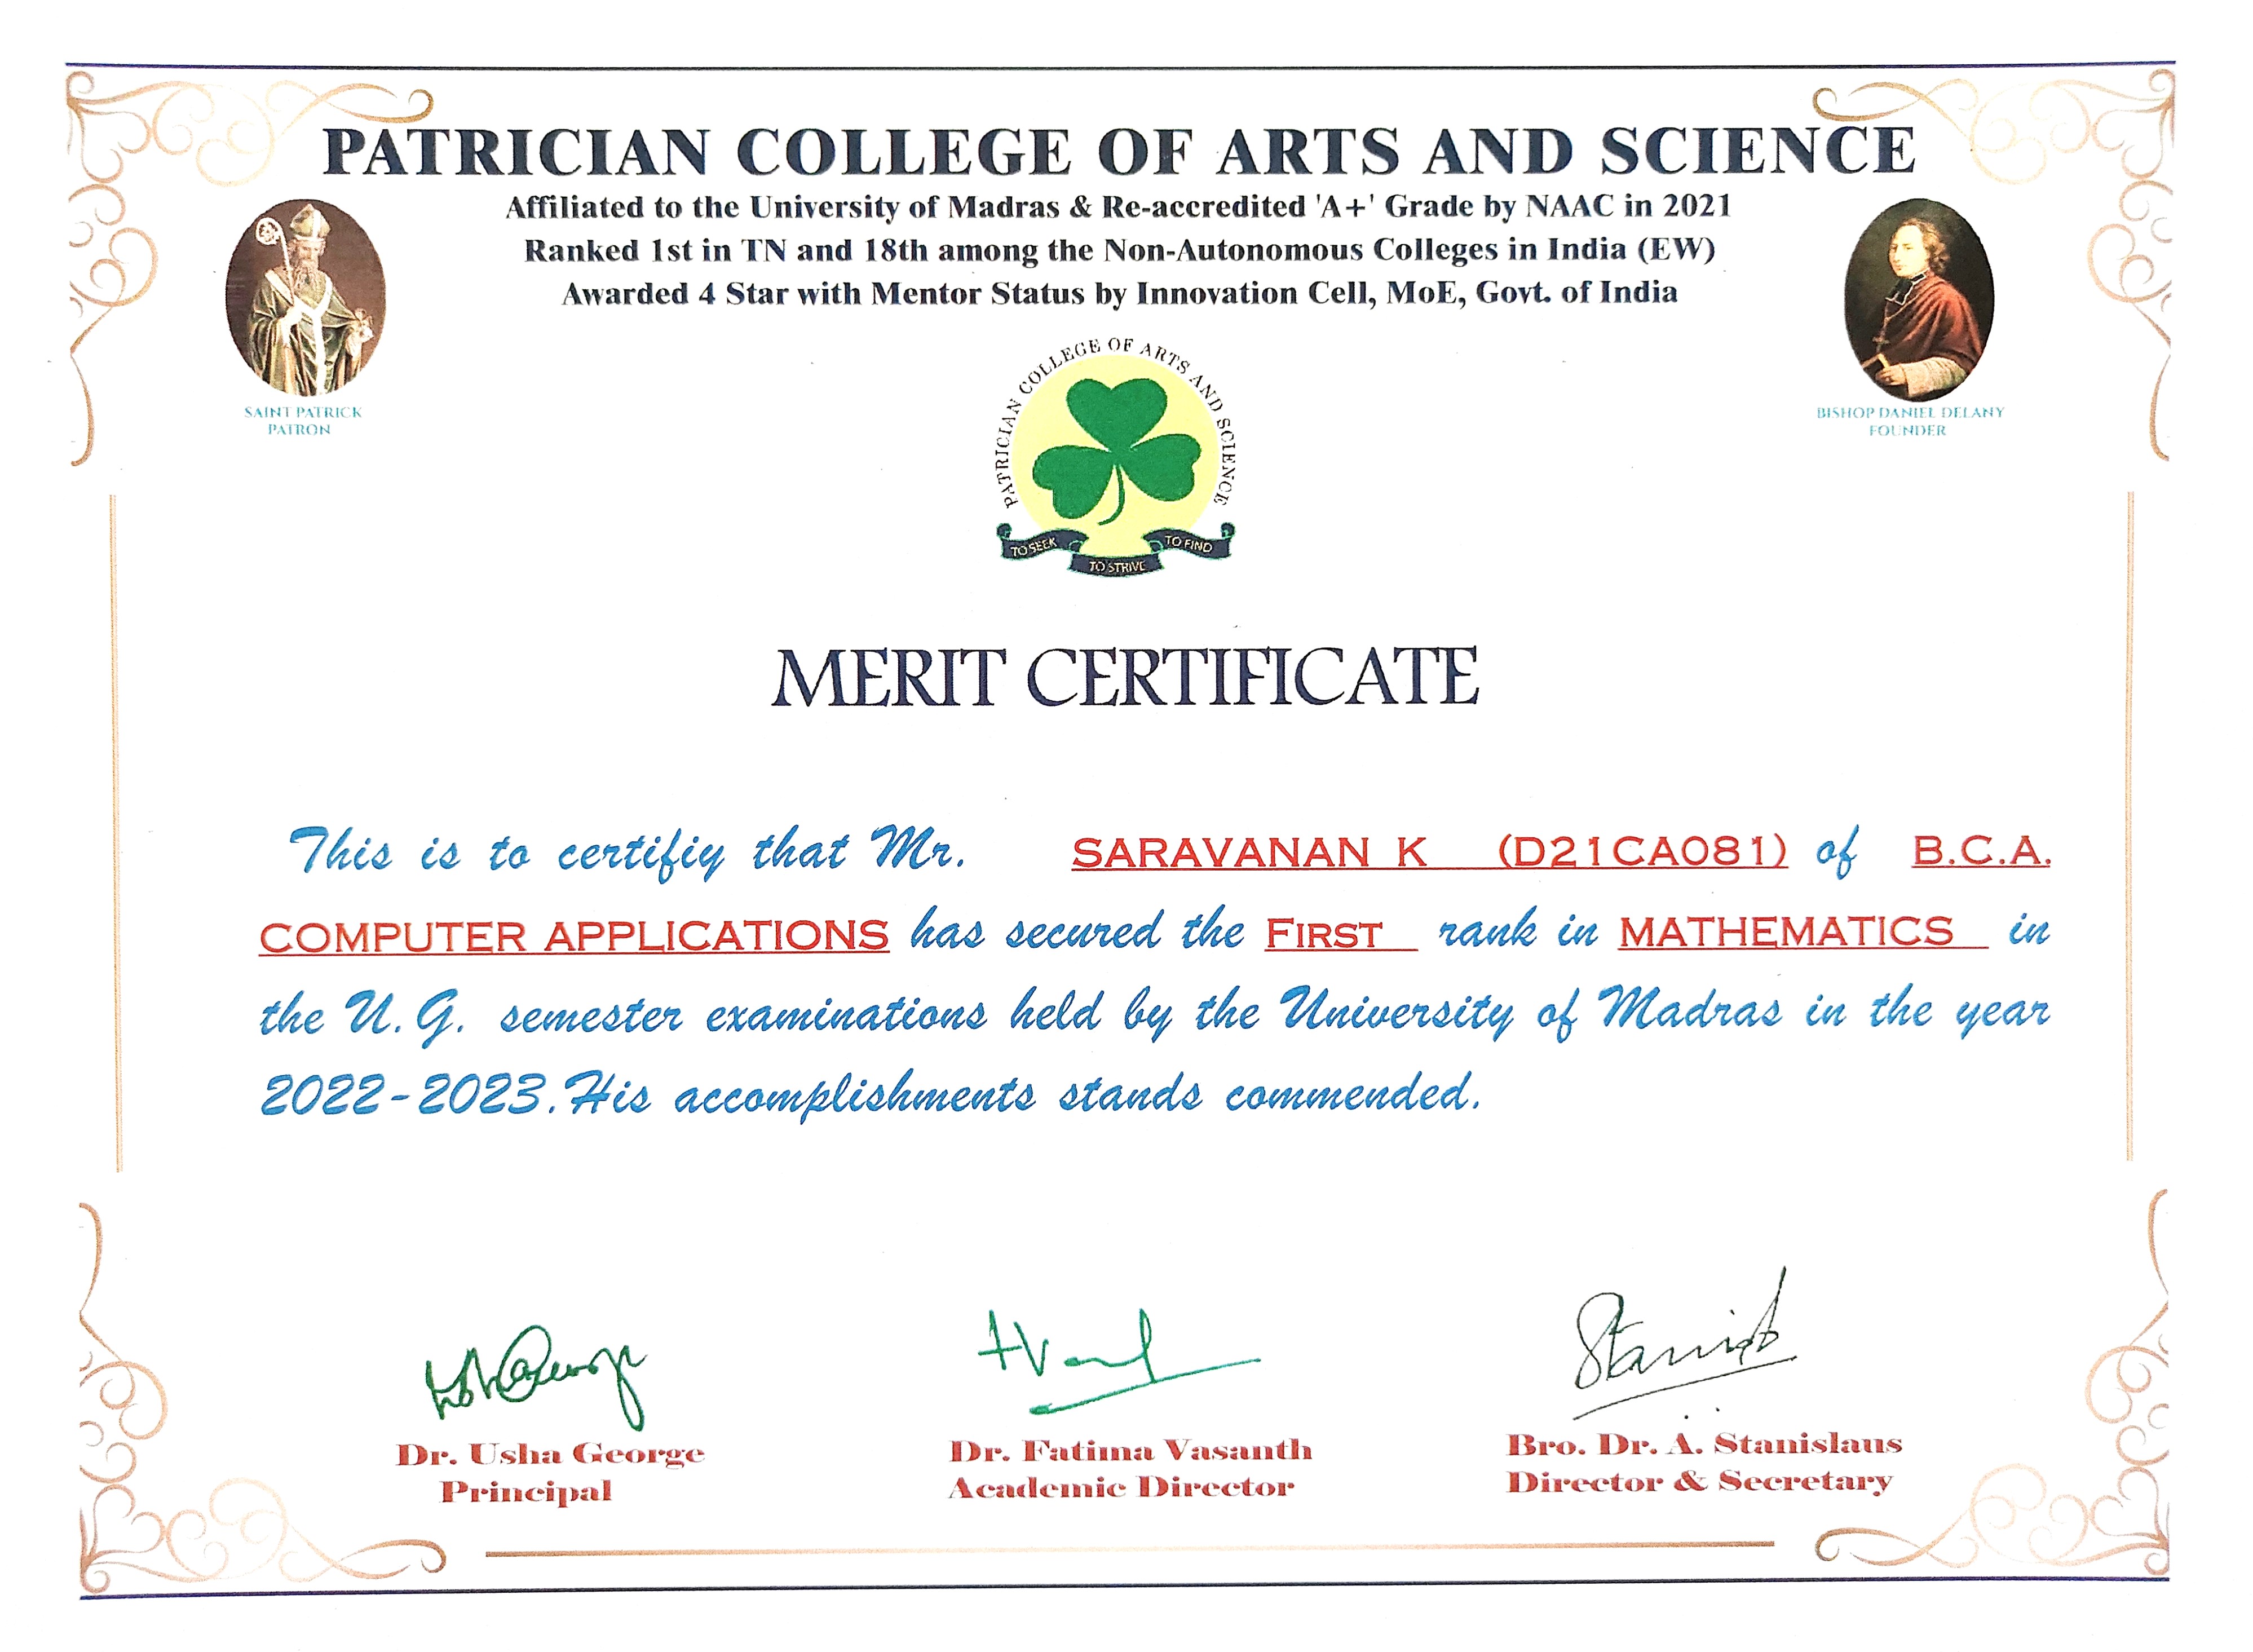 PATRICIAN COLLEGE OF ARTS AND SCIENCE
Affiliated to the University of Madras & Re-accredited 'A+' Grade by NAAC in 2021
Ranked 1st in TN and 18th among the Non-Autonomous Colleges in India (EW)
Awarded 4 Star with Mentor Status by Innovation Cell, MoE, Govt. of India
SAINT PATRICK
PATRON
BISHOP DANIEL DELANY
FOUNDER
PATRICIAN COLLEGE OF ARTS AND SCIENCE
TO SEEK
TO STRIVE
TO FIND
MERIT CERTIFICATE
This is to certifiy that Mr. SARAVANAN K (D21CA081) of B.C.A.
COMPUTER APPLICATIONS has secured the FIRST rank in MATHEMATICS in
the U.G. semester examinations held by the University of Madras in the year
2022-2023.His accomplishments stands commended.
Dr. Usha George
Principal
Dr. Fatima Vasanth
Academic Director
Bro. Dr. A. Stanislaus
Director & Secretary